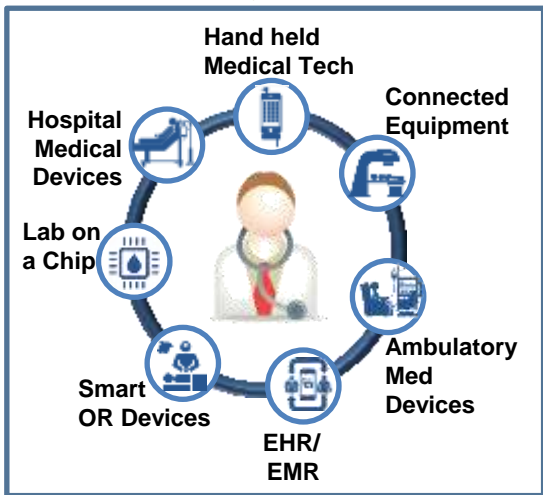 Hand held
Medical Tech
Connected
Equipment
Hospital
Medical
Devices
Lab on
a Chip
Ambulatory
Med
Devices
Smart
OR Devices
EHR/
EMR